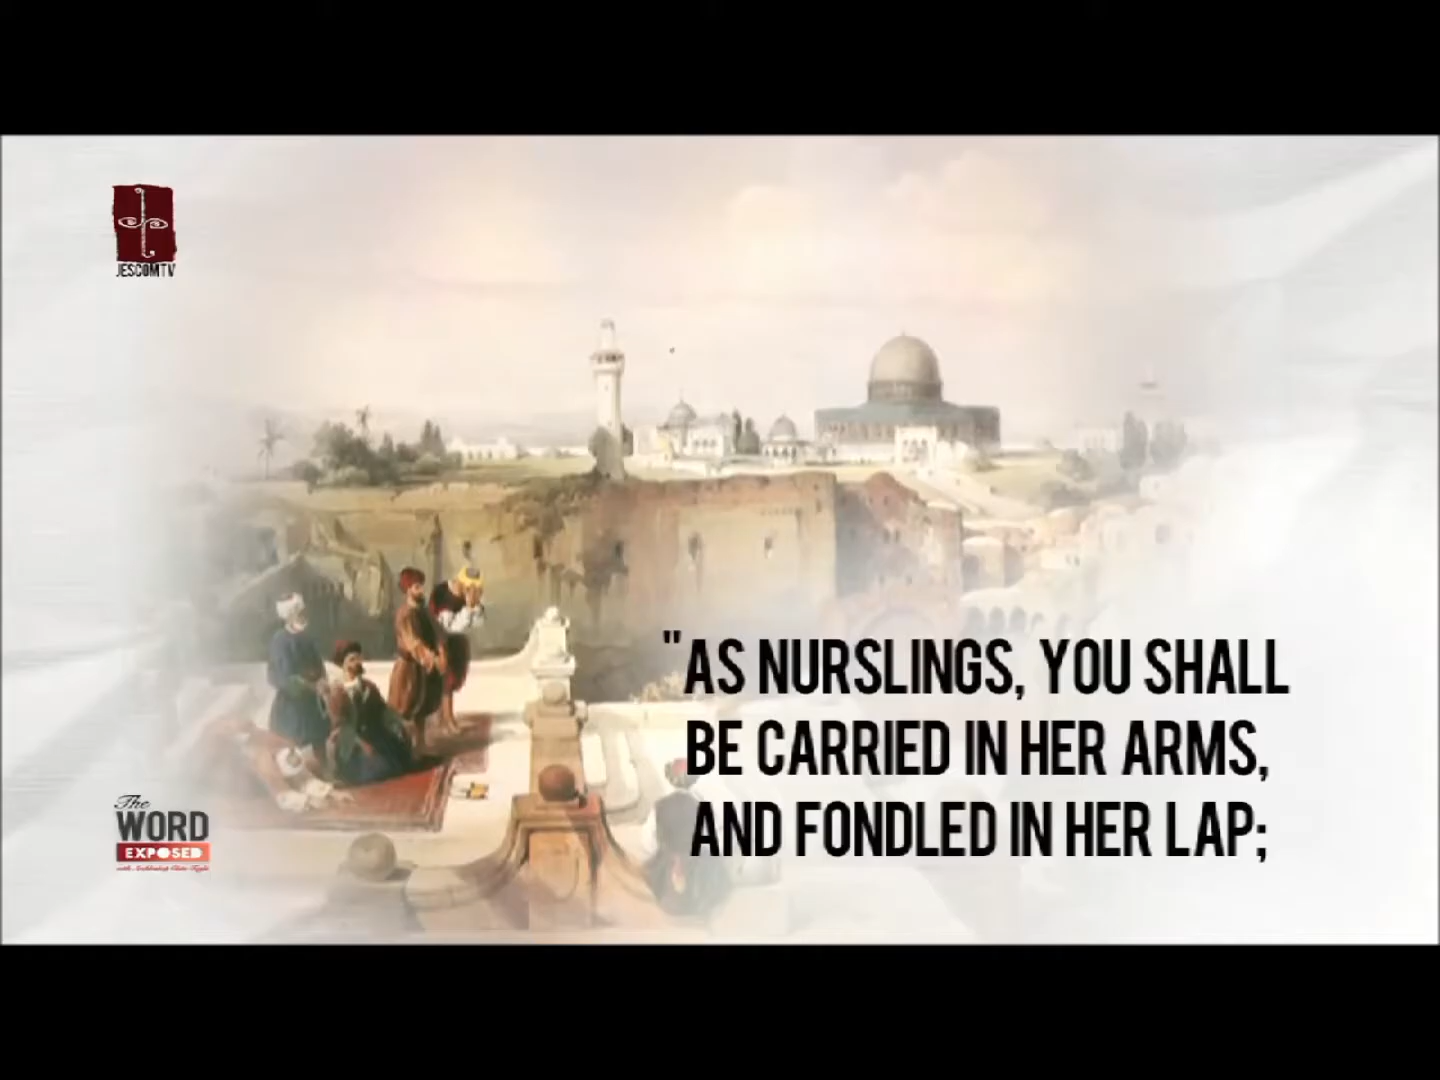 JESCOMTV
"AS NURSLINGS, YOU SHALL
BE CARRIED IN HER ARMS,
AND FONDLED IN HER LAP;
The
WORD
EXPOSED